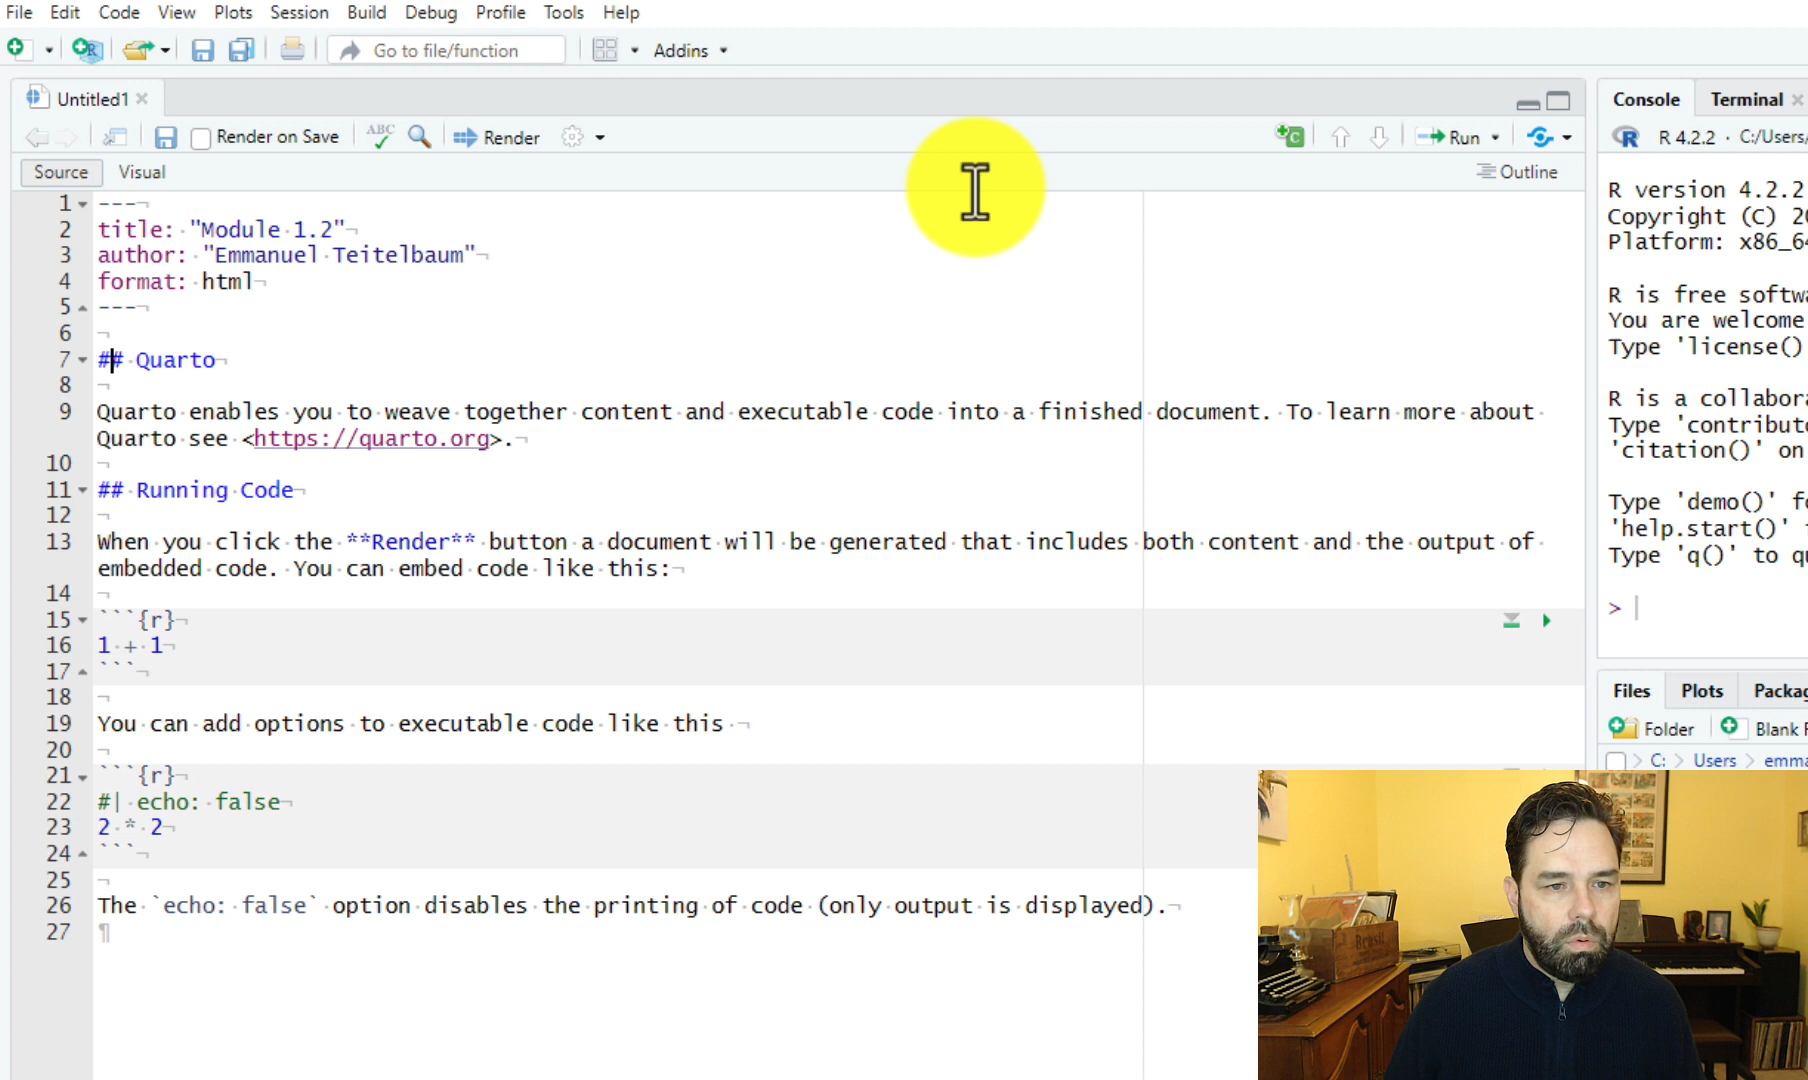 File Edit Code View Plots Session Build Debug Profile Tools Help
Go to file/function Addins
Untitled1
Render on Save ABC Render Run
Source Visual Outline
1 ---
2 title: "Module 1.2"
3 author: "Emmanuel Teitelbaum"
4 format: html
5 ---
6
7 ## Quarto
8
9 Quarto enables you to weave together content and executable code into a finished document. To learn more about
Quarto see <https://quarto.org>.
10
11 ## Running Code
12
13 When you click the **Render** button a document will be generated that includes both content and the output of
embedded code. You can embed code like this:
14
15 ```{r}
16 1 + 1
17 ```
18
19 You can add options to executable code like this
20
21 ```{r}
22 #| echo: false
23 2 * 2
24 ```
25
26 The `echo: false` option disables the printing of code (only output is displayed).
27
Console Terminal
R R 4.2.2 · C:/Users/
R version 4.2.2
Copyright (C) 20
Platform: x86_64
R is free softwa
You are welcome
Type 'license()
R is a collabora
Type 'contributo
'citation()' on
Type 'demo()' fo
'help.start()'
Type 'q()' to qu
>
Files Plots Packag
Folder Blank F
C: Users emma